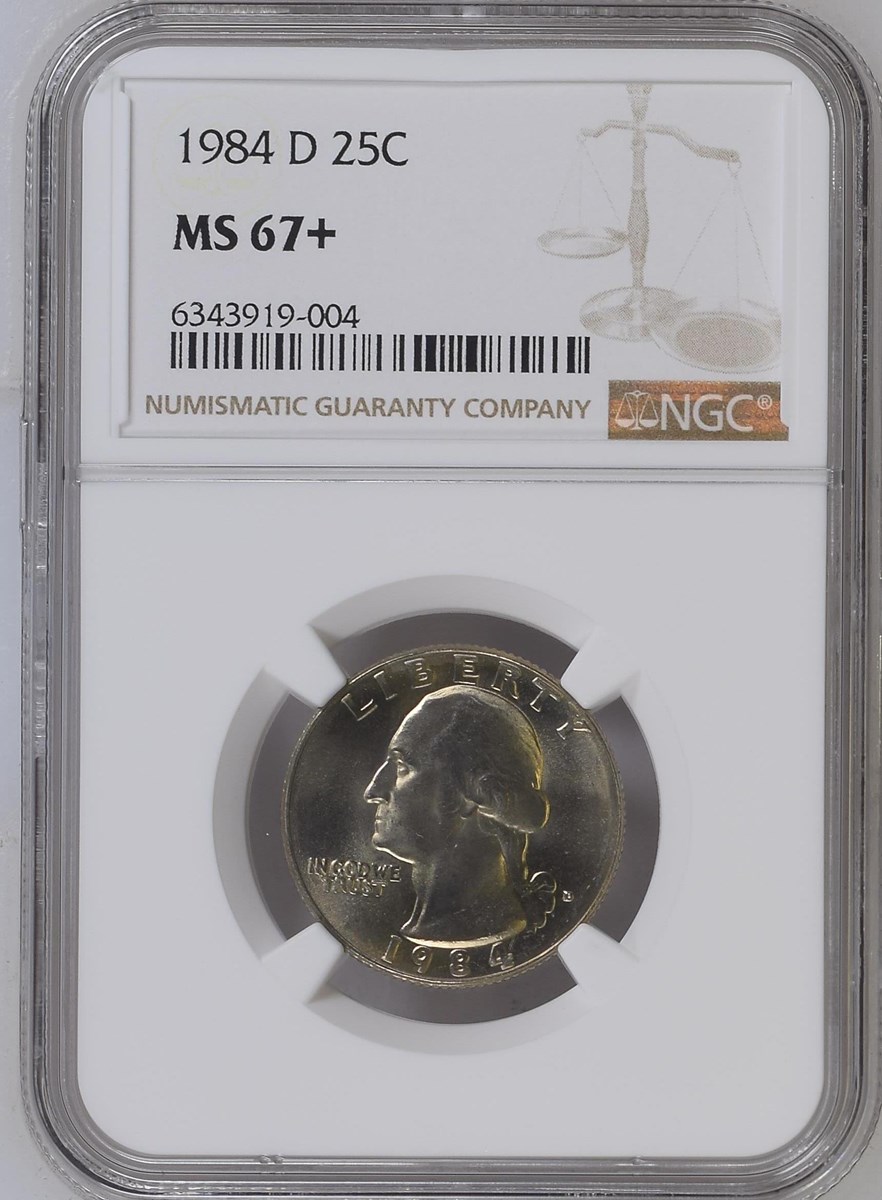 1984 D 25C
MS 67+
6343919-004
NUMISMATIC GUARANTY COMPANY
NGC®
LIBERTY
IN GOD WE
TRUST
D
1984